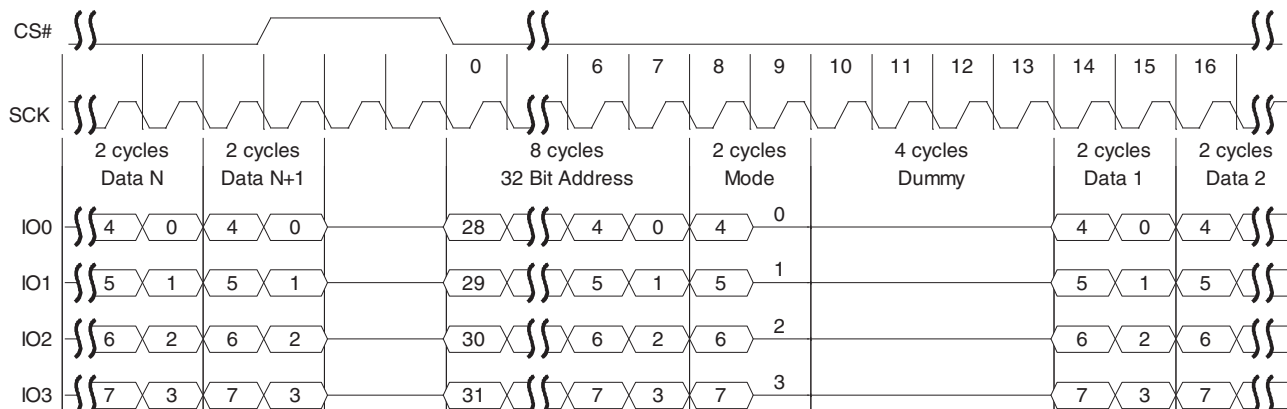 CS#
0 6 7 8 9 10 11 12 13 14 15 16
SCK
2 cycles 2 cycles 8 cycles 2 cycles 4 cycles 2 cycles 2 cycles
Data N Data N+1 32 Bit Address Mode Dummy Data 1 Data 2
IO0 4 0 4 0 28 4 0 4 0 4 0 4
IO1 5 1 5 1 29 5 1 5 1 5 1 5
IO2 6 2 6 2 30 6 2 6 2 6 2 6
IO3 7 3 7 3 31 7 3 7 3 7 3 7